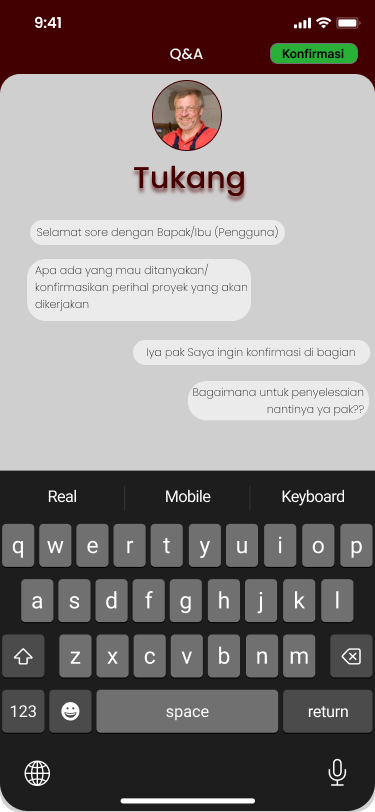 9:41
Q&A
Konfirmasi
Tukang
Selamat sore dengan Bapak/Ibu (Pengguna)
Apa ada yang mau ditanyakan/
konfirmasikan perihal proyek yang akan
dikerjakan
Iya pak Saya ingin konfirmasi di bagian
Bagaimana untuk penyelesaian
nantinya ya pak??
Real Mobile Keyboard
q w e r t y u i o p
a s d f g h j k l
z x c v b n m
123 space return